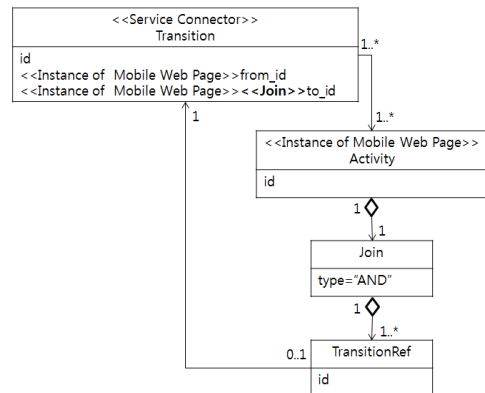 <<Service Connector>>
Transition
id
<<Instance of Mobile Web Page>>from_id
<<Instance of Mobile Web Page>><<Join>>to_id
1..*
1
1..*
<<Instance of Mobile Web Page>>
Activity
id
1
1
Join
type="AND"
1
1..*
0..1
TransitionRef
id